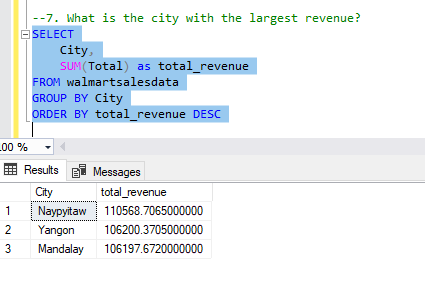 --7. What is the city with the largest revenue?
SELECT
City,
SUM(Total) as total_revenue
FROM walmartsalesdata
GROUP BY City
ORDER BY total_revenue DESC
.00 %
Results Messages
City total_revenue
1 Naypyitaw 110568.7065000000
2 Yangon 106200.3705000000
3 Mandalay 106197.6720000000